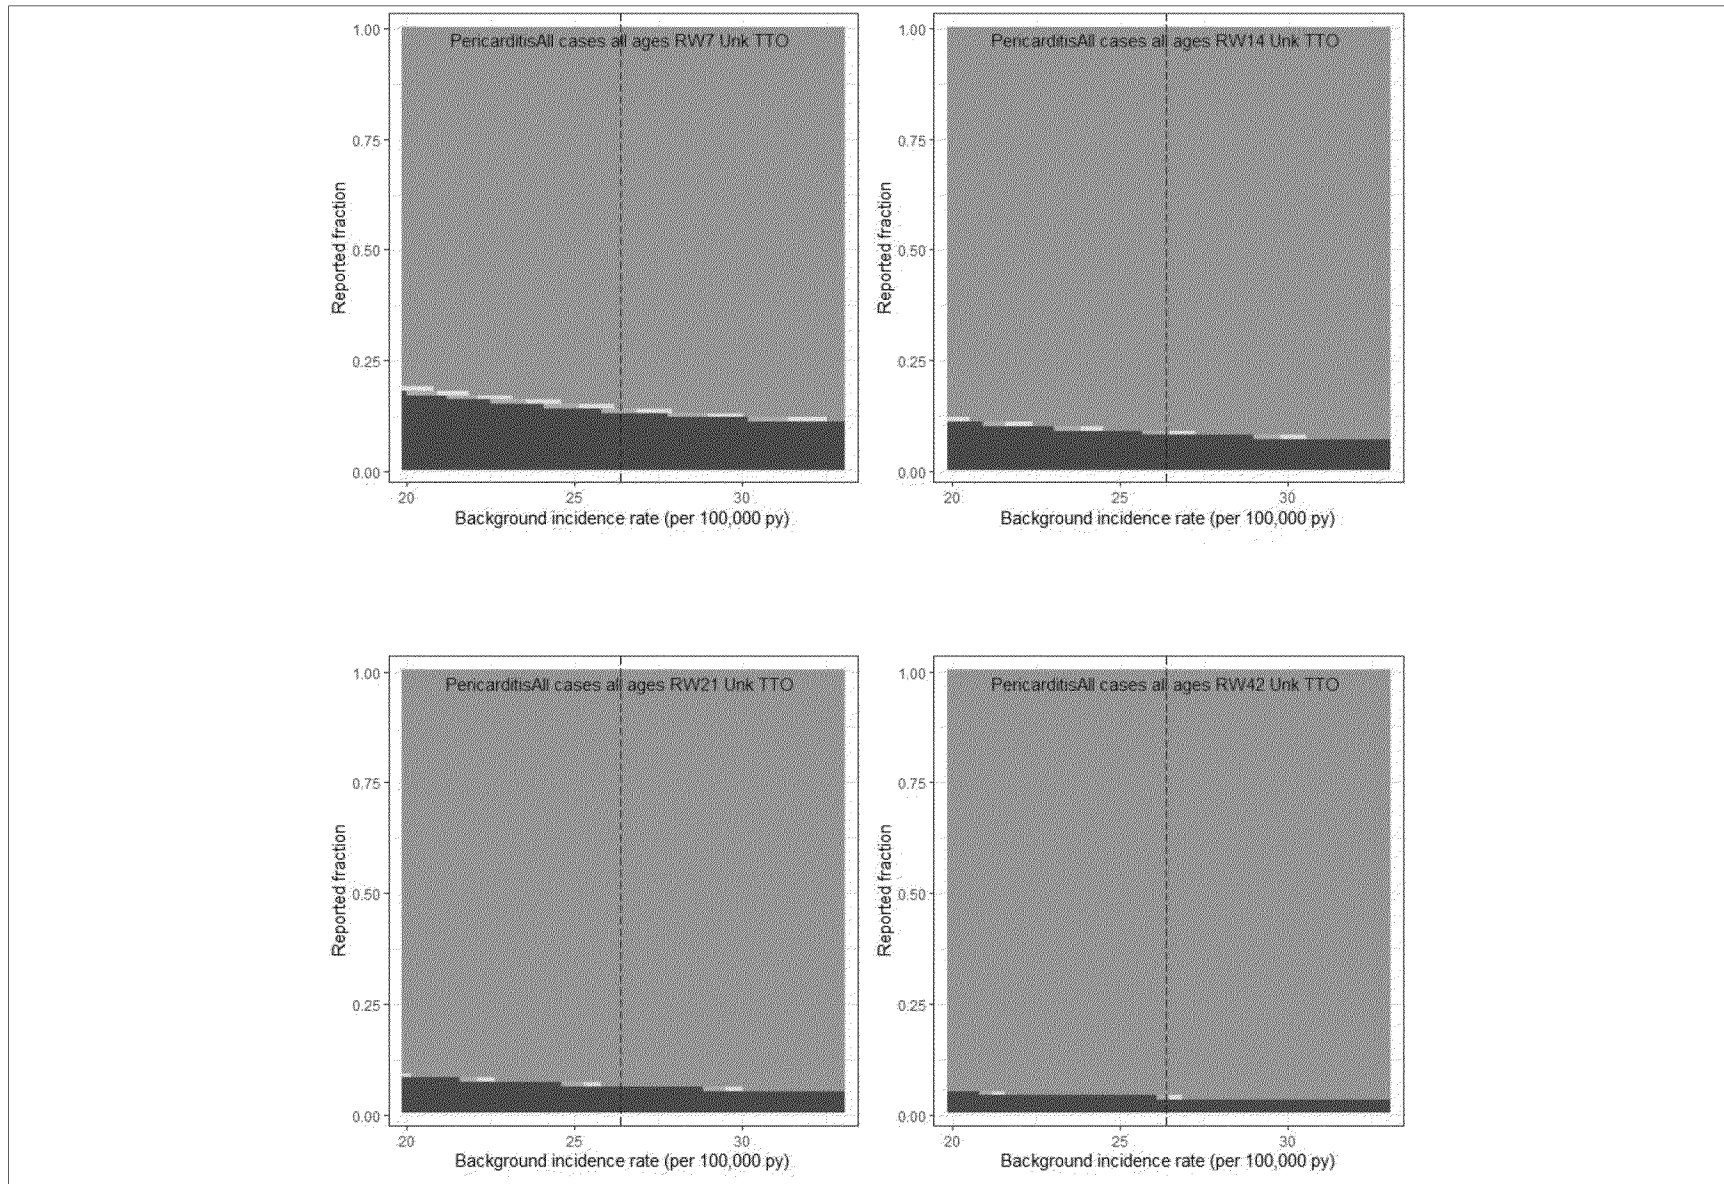 PericarditisAll cases all ages RW7 Unk TTO
1.00
0.75
0.50
0.25
0.00
Reported fraction
20 25 30
Background incidence rate (per 100,000 py)
PericarditisAll cases all ages RW14 Unk TTO
1.00
0.75
0.50
0.25
0.00
Reported fraction
20 25 30
Background incidence rate (per 100,000 py)
PericarditisAll cases all ages RW21 Unk TTO
1.00
0.75
0.50
0.25
0.00
Reported fraction
20 25 30
Background incidence rate (per 100,000 py)
PericarditisAll cases all ages RW42 Unk TTO
1.00
0.75
0.50
0.25
0.00
Reported fraction
20 25 30
Background incidence rate (per 100,000 py)